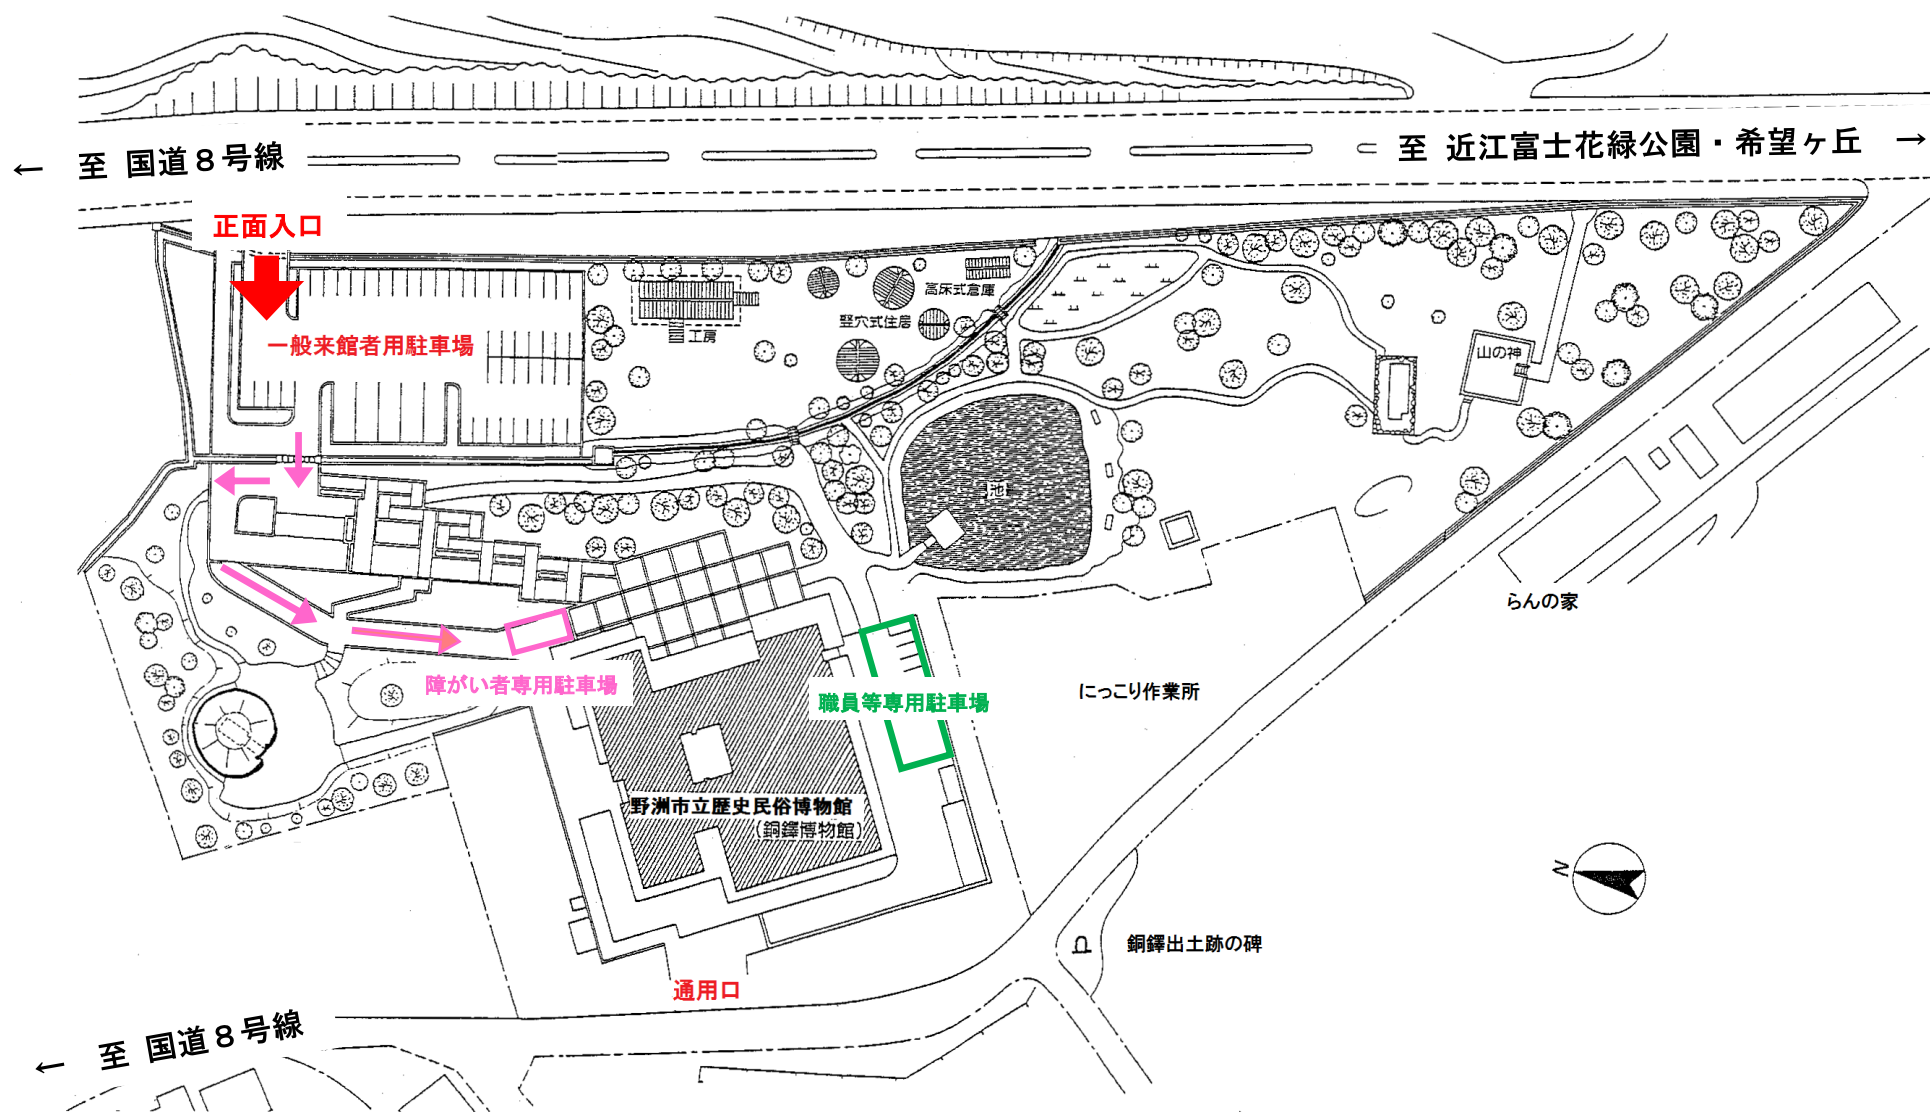 ← 至 国道８号線
至 近江富士花緑公園・希望ヶ丘 →
正面入口
一般来館者用駐車場
高床式倉庫
竪穴式住居
工房
山の神
池
らんの家
障がい者専用駐車場
職員等専用駐車場
にっこり作業所
野洲市立歴史民俗博物館
(銅鐸博物館)
N
銅鐸出土跡の碑
通用口
← 至 国道８号線